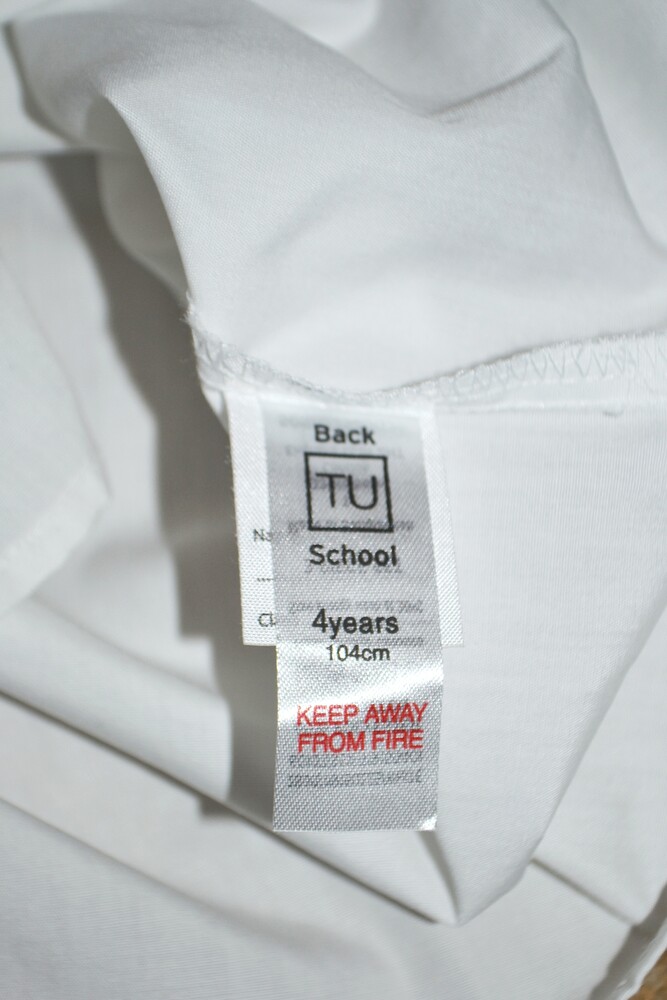 Back
TU
School
4years
104cm
KEEP AWAY
FROM FIRE